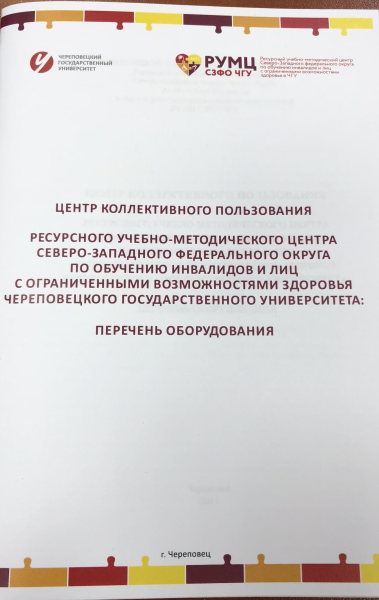 ЧЕРЕПОВЕЦКИЙ
ГОСУДАРСТВЕННЫЙ
УНИВЕРСИТЕТ
РУМЦ
СЗФО ЧГУ
Ресурсный учебно-методический центр
Северо-Западного федерального округа
по обучению инвалидов и лиц
с ограниченными возможностями
здоровья в ЧГУ
ЦЕНТР КОЛЛЕКТИВНОГО ПОЛЬЗОВАНИЯ
РЕСУРСНОГО УЧЕБНО-МЕТОДИЧЕСКОГО ЦЕНТРА
СЕВЕРО-ЗАПАДНОГО ФЕДЕРАЛЬНОГО ОКРУГА
ПО ОБУЧЕНИЮ ИНВАЛИДОВ И ЛИЦ
С ОГРАНИЧЕННЫМИ ВОЗМОЖНОСТЯМИ ЗДОРОВЬЯ
ЧЕРЕПОВЕЦКОГО ГОСУДАРСТВЕННОГО УНИВЕРСИТЕТА:
ПЕРЕЧЕНЬ ОБОРУДОВАНИЯ
г. Череповец